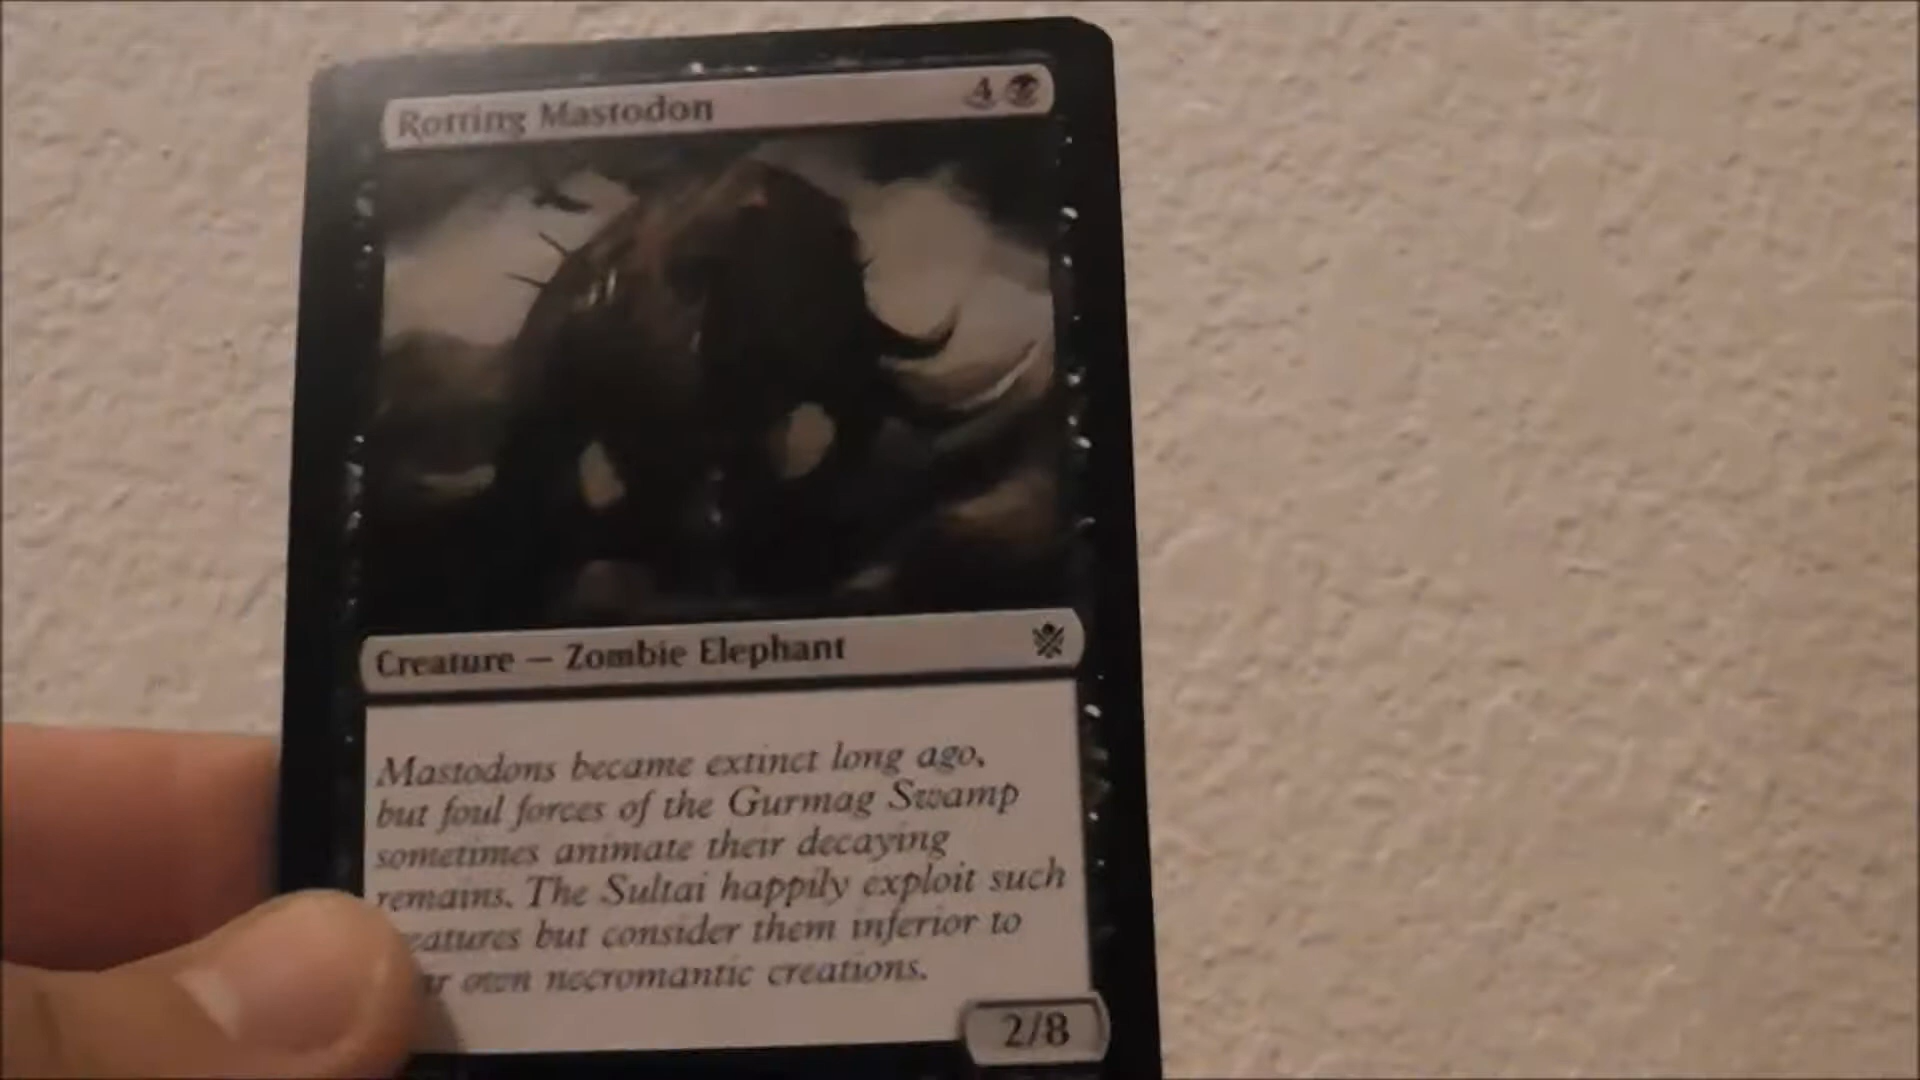 Rotting Mastodon 4
Creature — Zombie Elephant
Mastodons became extinct long ago,
but foul forces of the Gurmag Swamp
sometimes animate their decaying
remains. The Sultai happily exploit such
eatures but consider them inferior to
r own necromantic creations.
2/8